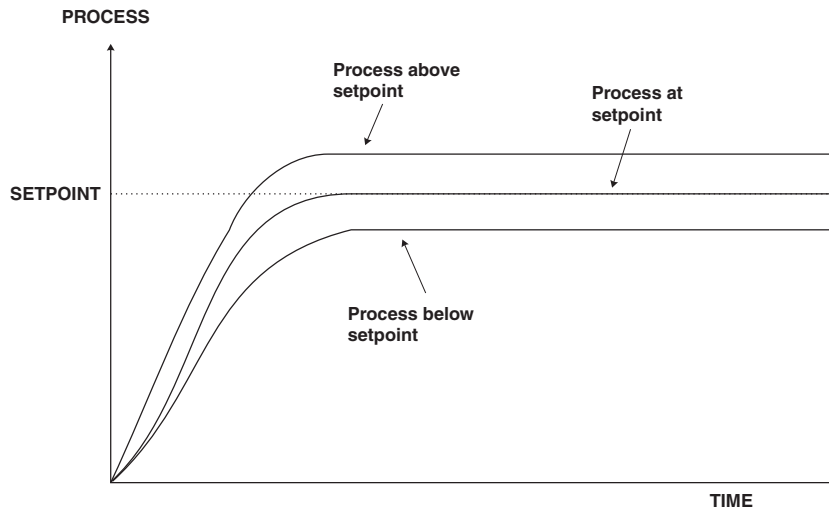 PROCESS
Process above
setpoint
Process at
setpoint
SETPOINT
Process below
setpoint
TIME